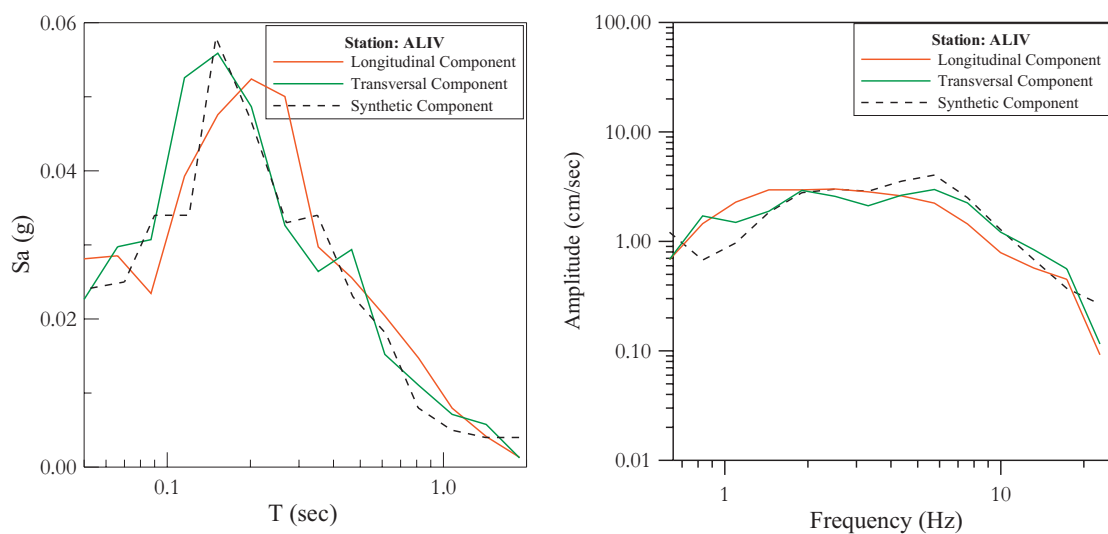 0.06
0.04
0.02
0.00
Sa (g)
0.1
1.0
T (sec)
Station: ALIV
Longitudinal Component
Transversal Component
Synthetic Component
100.00
10.00
1.00
0.10
0.01
Amplitude (cm/sec)
1
10
Frequency (Hz)
Station: ALIV
Longitudinal Component
Transversal Component
Synthetic Component